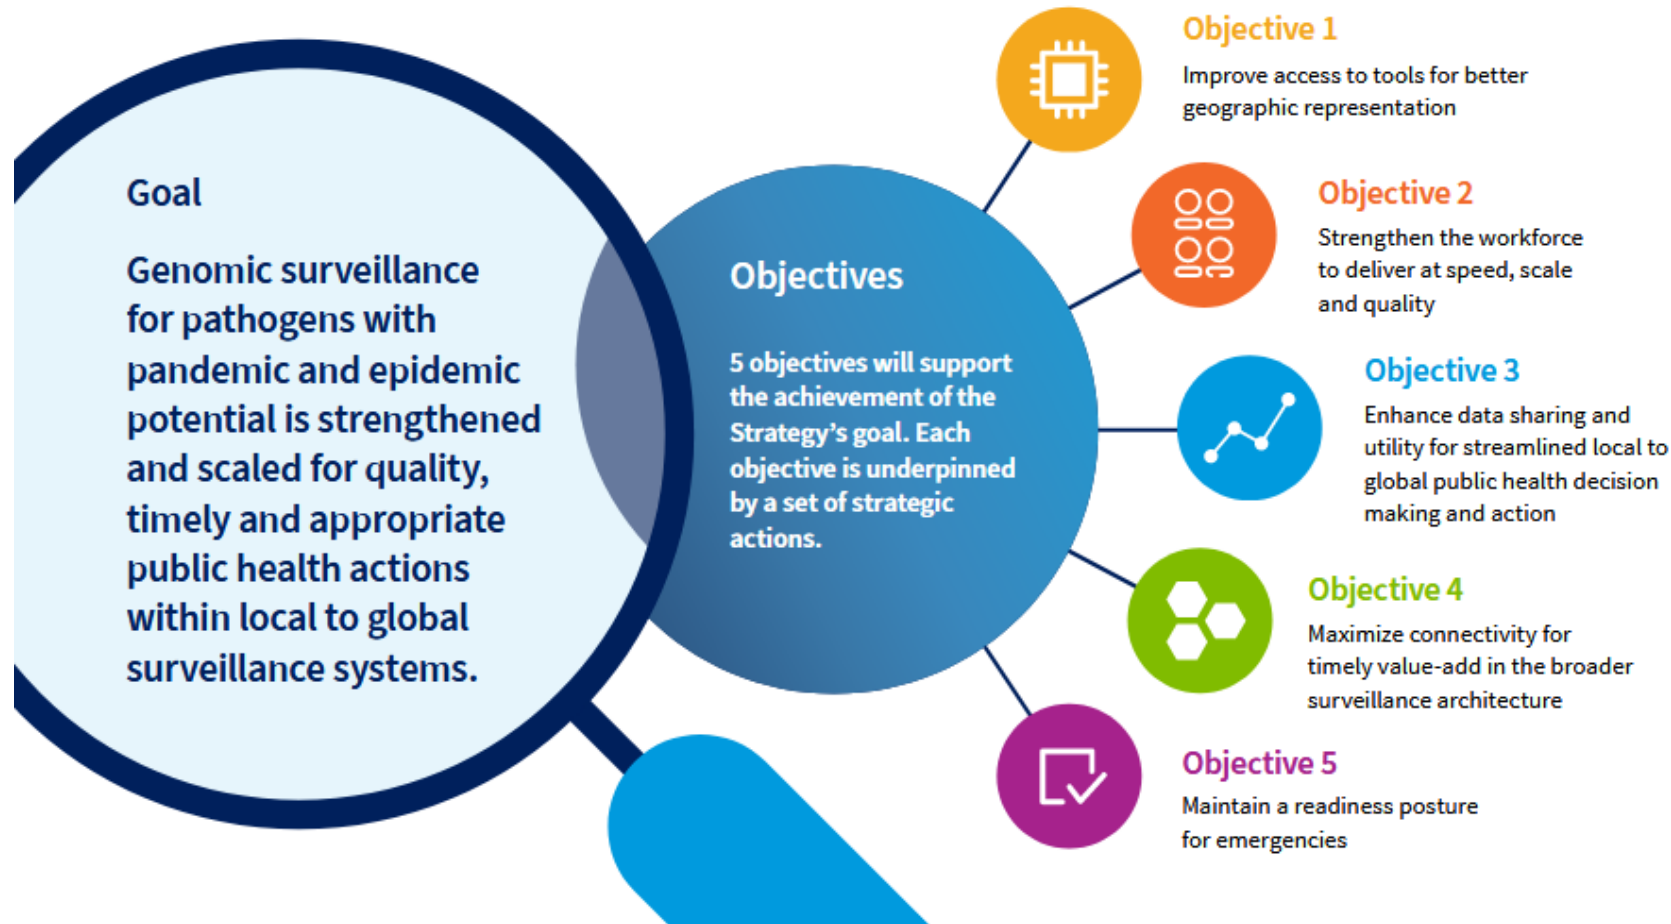 Goal
Genomic surveillance
for pathogens with
pandemic and epidemic
potential is strengthened
and scaled for quality,
timely and appropriate
public health actions
within local to global
surveillance systems.
Objectives
5 objectives will support
the achievement of the
Strategy’s goal. Each
objective is underpinned
by a set of strategic
actions.
Objective 1
Improve access to tools for better
geographic representation
Objective 2
Strengthen the workforce
to deliver at speed, scale
and quality
Objective 3
Enhance data sharing and
utility for streamlined local to
global public health decision
making and action
Objective 4
Maximize connectivity for
timely value-add in the broader
surveillance architecture
Objective 5
Maintain a readiness posture
for emergencies